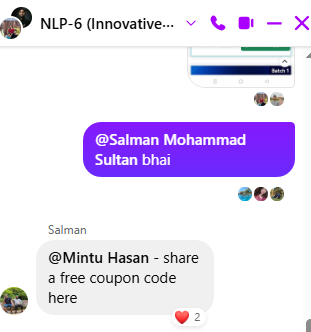 NLP-6 (Innovative...
Batch 1
@Salman Mohammad
Sultan bhai
Salman
@Mintu Hasan - share
a free coupon code
here
2